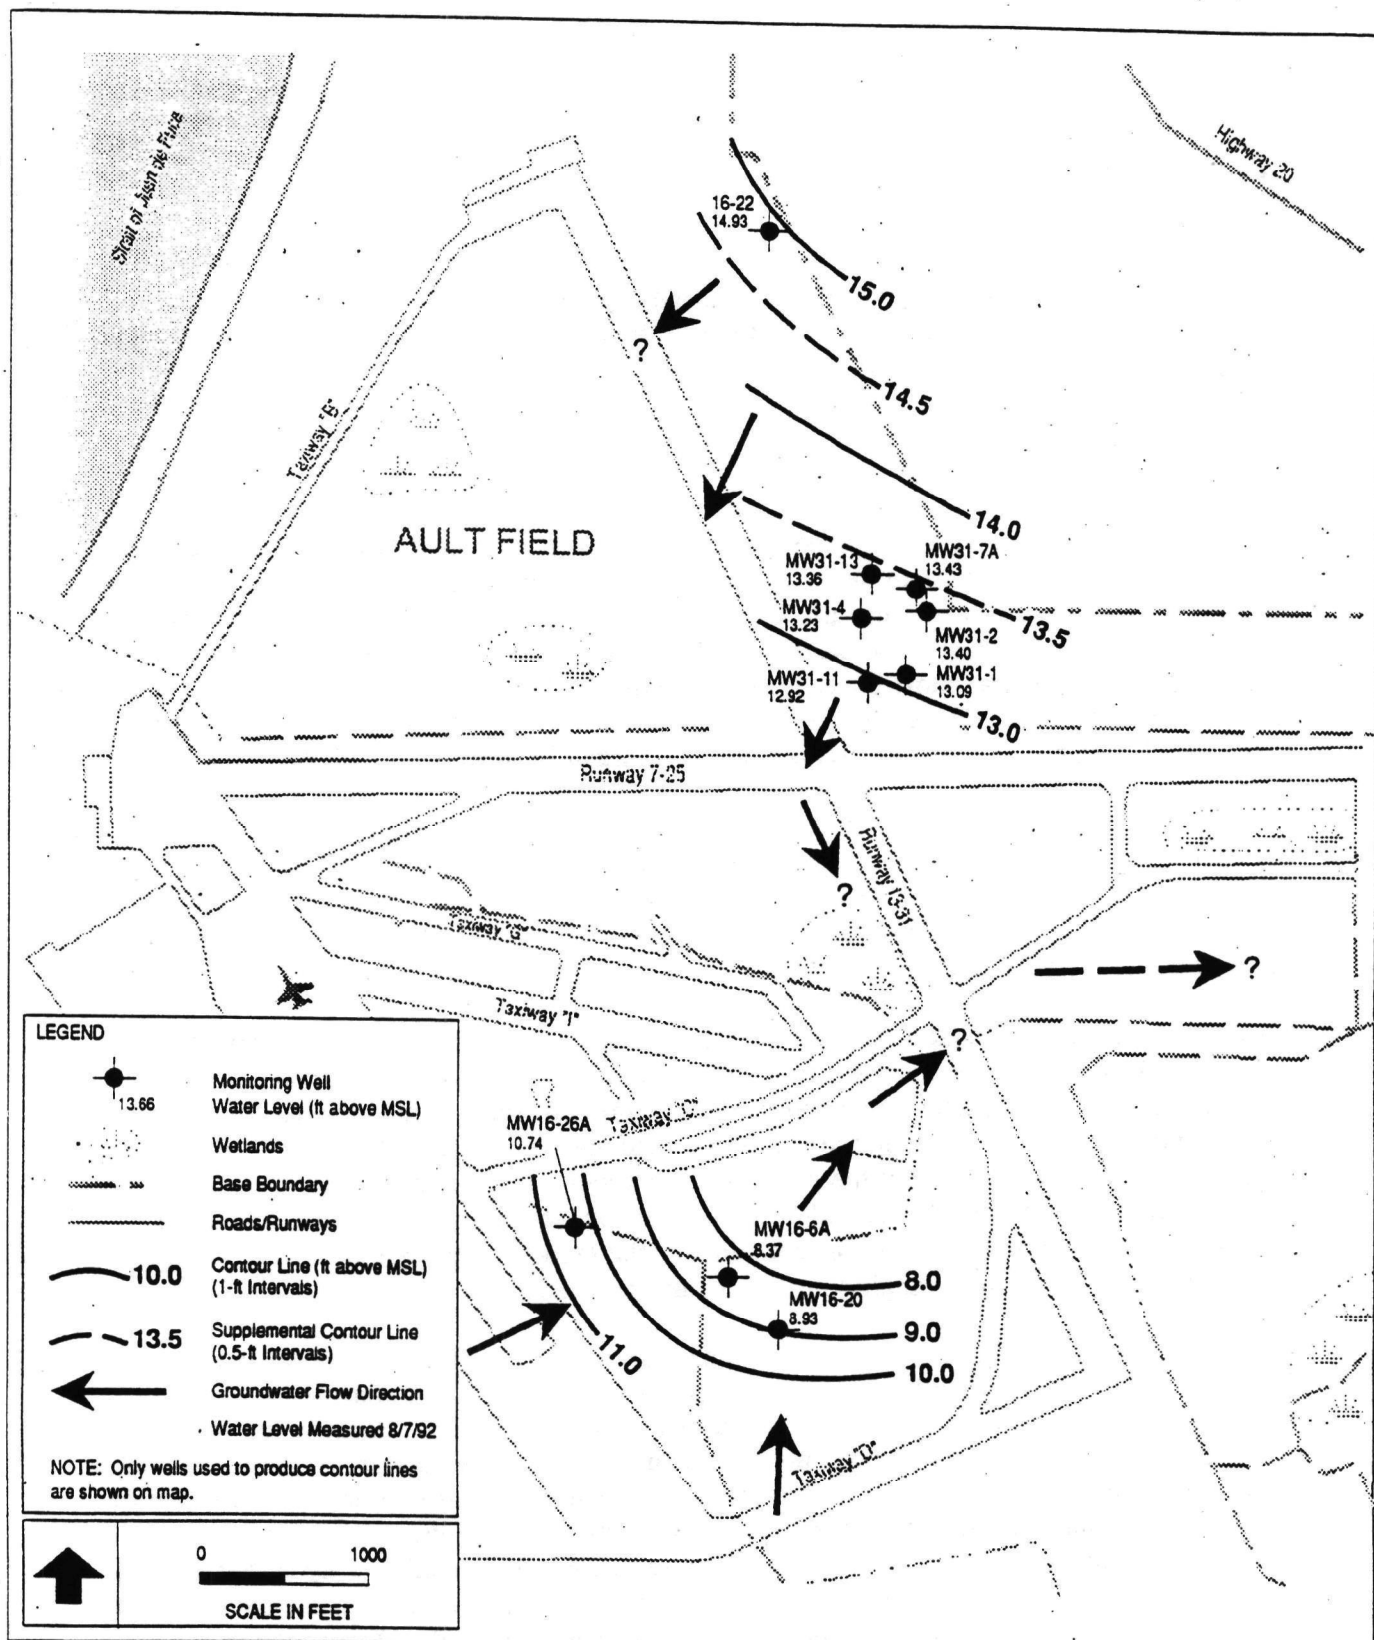 Strait of Juan de Fuca
Highway 20
16-22
14.93
15.0
?
14.5
Taxiway "B"
14.0
AULT FIELD
MW31-13
13.36
MW31-7A
13.43
MW31-4
13.23
13.5
MW31-2
13.40
MW31-11
12.92
MW31-1
13.09
13.0
Runway 7-25
Runway 13-31
?
Taxiway "G"
?
Taxiway "I"
?
LEGEND
13.66
Monitoring Well
Water Level (ft above MSL)
Wetlands
Base Boundary
Roads/Runways
10.0
Contour Line (ft above MSL)
(1-ft Intervals)
13.5
Supplemental Contour Line
(0.5-ft Intervals)
Groundwater Flow Direction
Water Level Measured 8/7/92
NOTE: Only wells used to produce contour lines
are shown on map.
0 1000
SCALE IN FEET
MW16-26A
10.74
Taxiway "C"
MW16-6A
8.37
8.0
MW16-20
8.93
9.0
11.0
10.0
Taxiway "D"